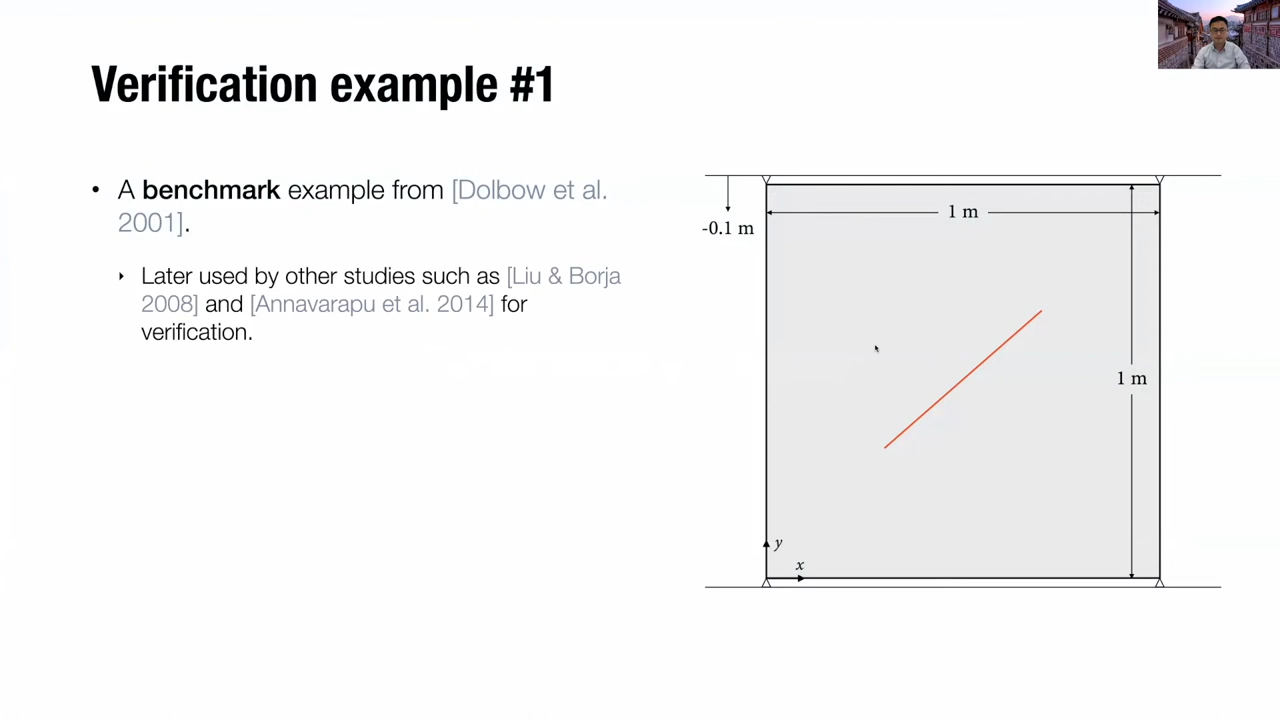 Verification example #1
• A benchmark example from [Dolbow et al.
2001].
‣ Later used by other studies such as [Liu & Borja
2008] and [Annavarapu et al. 2014] for
verification.
-0.1 m
1 m
1 m
y
x